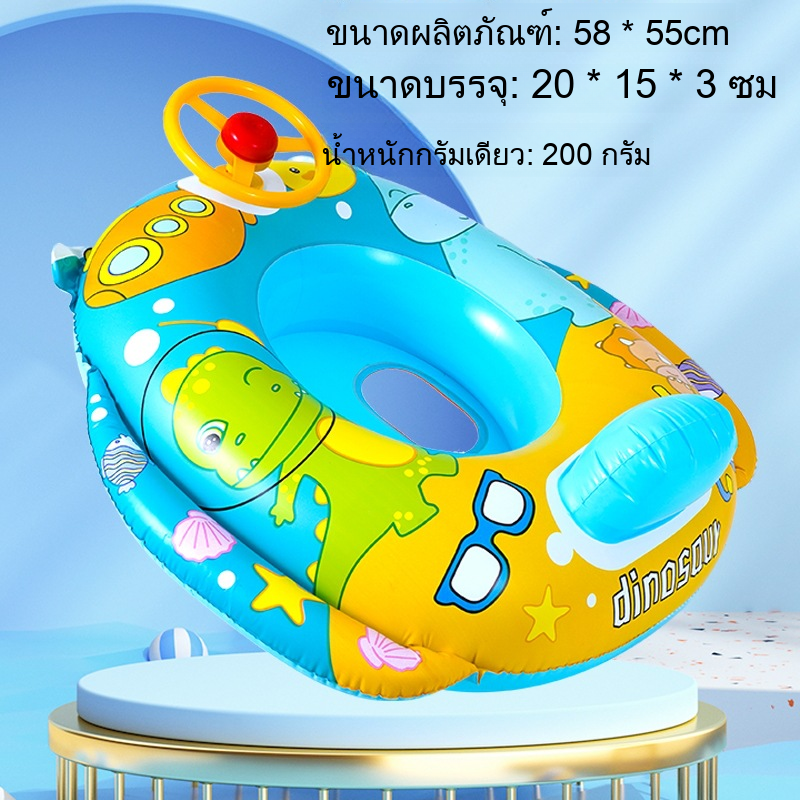 ขนาดผลิตภัณฑ์: 58 * 55cm
ขนาดบรรจุ: 20 * 15 * 3 ซม
น้ำหนักกรัมเดียว: 200 กรัม
dinosour